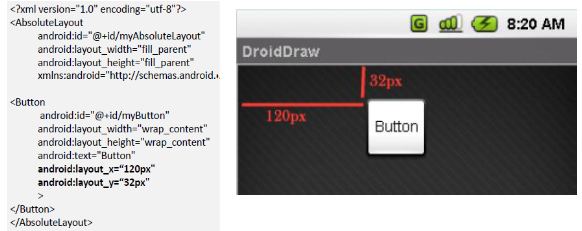 <?xml version="1.0" encoding="utf-8"?>
<AbsoluteLayout
android:id="@+id/myAbsoluteLayout"
android:layout_width="fill_parent"
android:layout_height="fill_parent"
xmlns:android="http://schemas.android.
<Button
android:id="@+id/myButton"
android:layout_width="wrap_content"
android:layout_height="wrap_content"
android:text="Button"
android:layout_x="120px"
android:layout_y="32px"
>
</Button>
</AbsoluteLayout>
G 8:20 AM
DroidDraw
32px
120px
Button